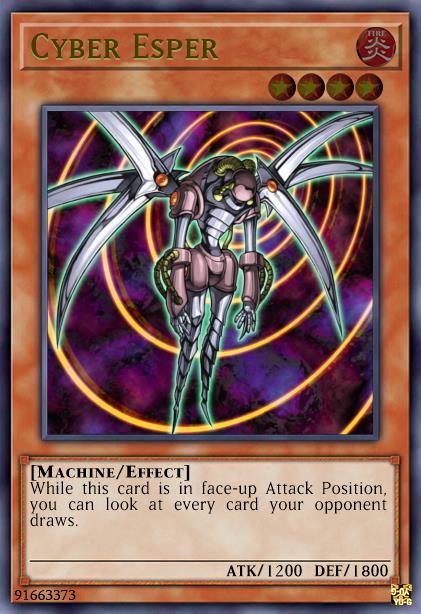 CYBER ESPER
FIRE
炎
[MACHINE/EFFECT]
While this card is in face-up Attack Position,
you can look at every card your opponent
draws.
ATK/1200 DEF/1800
91663373